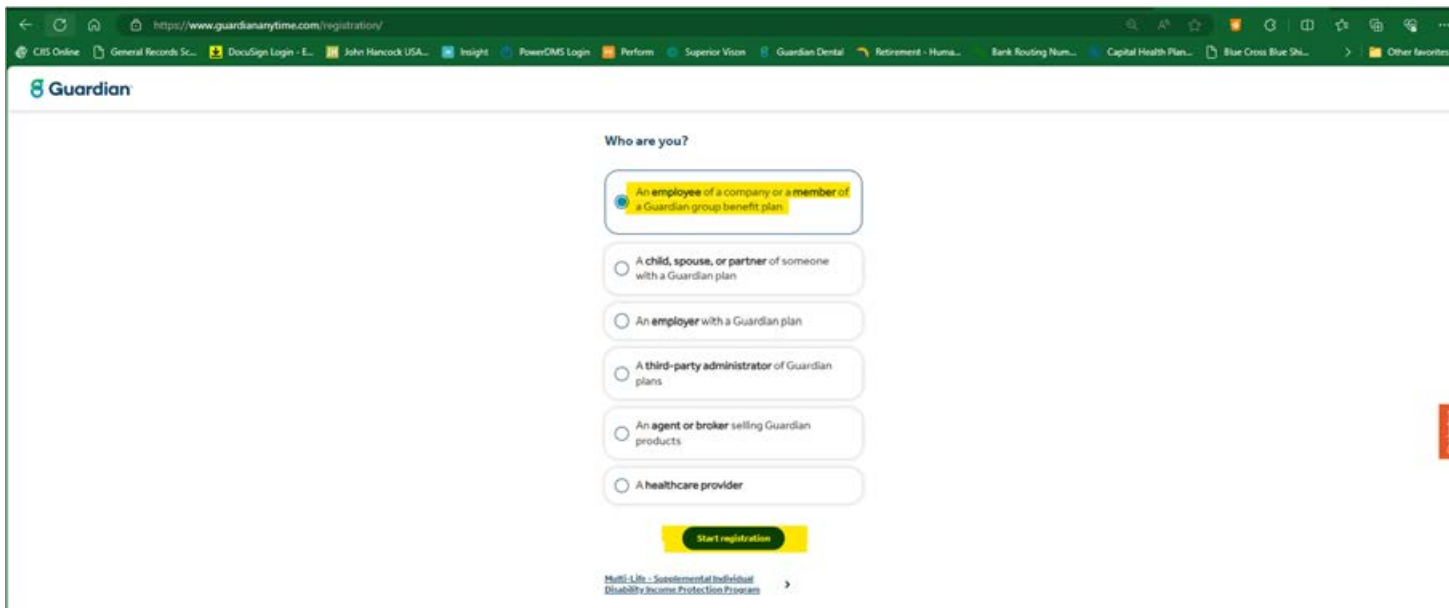 https://www.guardiananytime.com/registration/
CJIS Online General Records Sc... DocuSign Login - E... John Hancock USA... Insight PowerDMS Login Perform Superior Vison Guardian Dental Retirement - Huma... Bank Routing Num... Capital Health Plan... Blue Cross Blue Shi... Other favorites
Guardian
Who are you?
An employee of a company or a member of
a Guardian group benefit plan
A child, spouse, or partner of someone
with a Guardian plan
An employer with a Guardian plan
A third-party administrator of Guardian
plans
An agent or broker selling Guardian
products
A healthcare provider
Start registration
Multi-Life - Supplemental Individual
Disability Income Protection Program